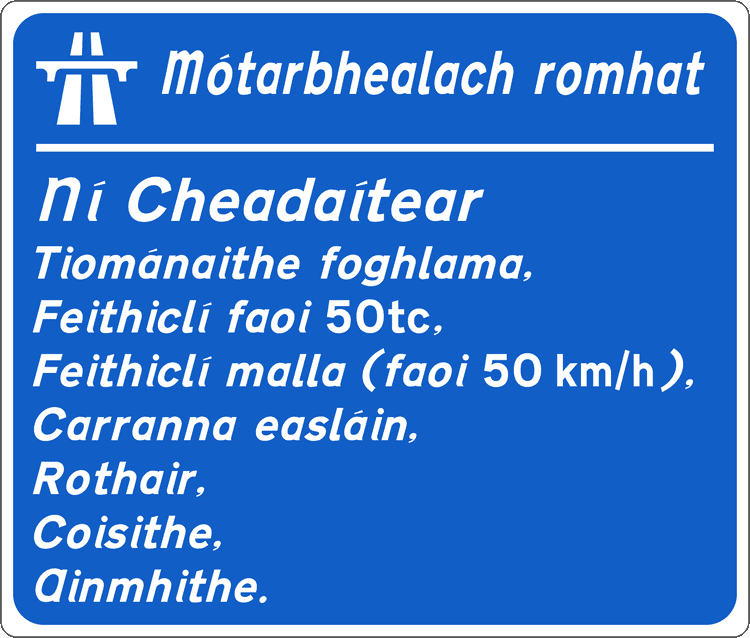 Mótarbhealach romhat
Ní Cheadaítear
Tiománaithe foghlama,
Feithiclí faoi 50tc,
Feithiclí malla (faoi 50 km/h),
Carranna easláin,
Rothair,
Coisithe,
Ainmhithe.